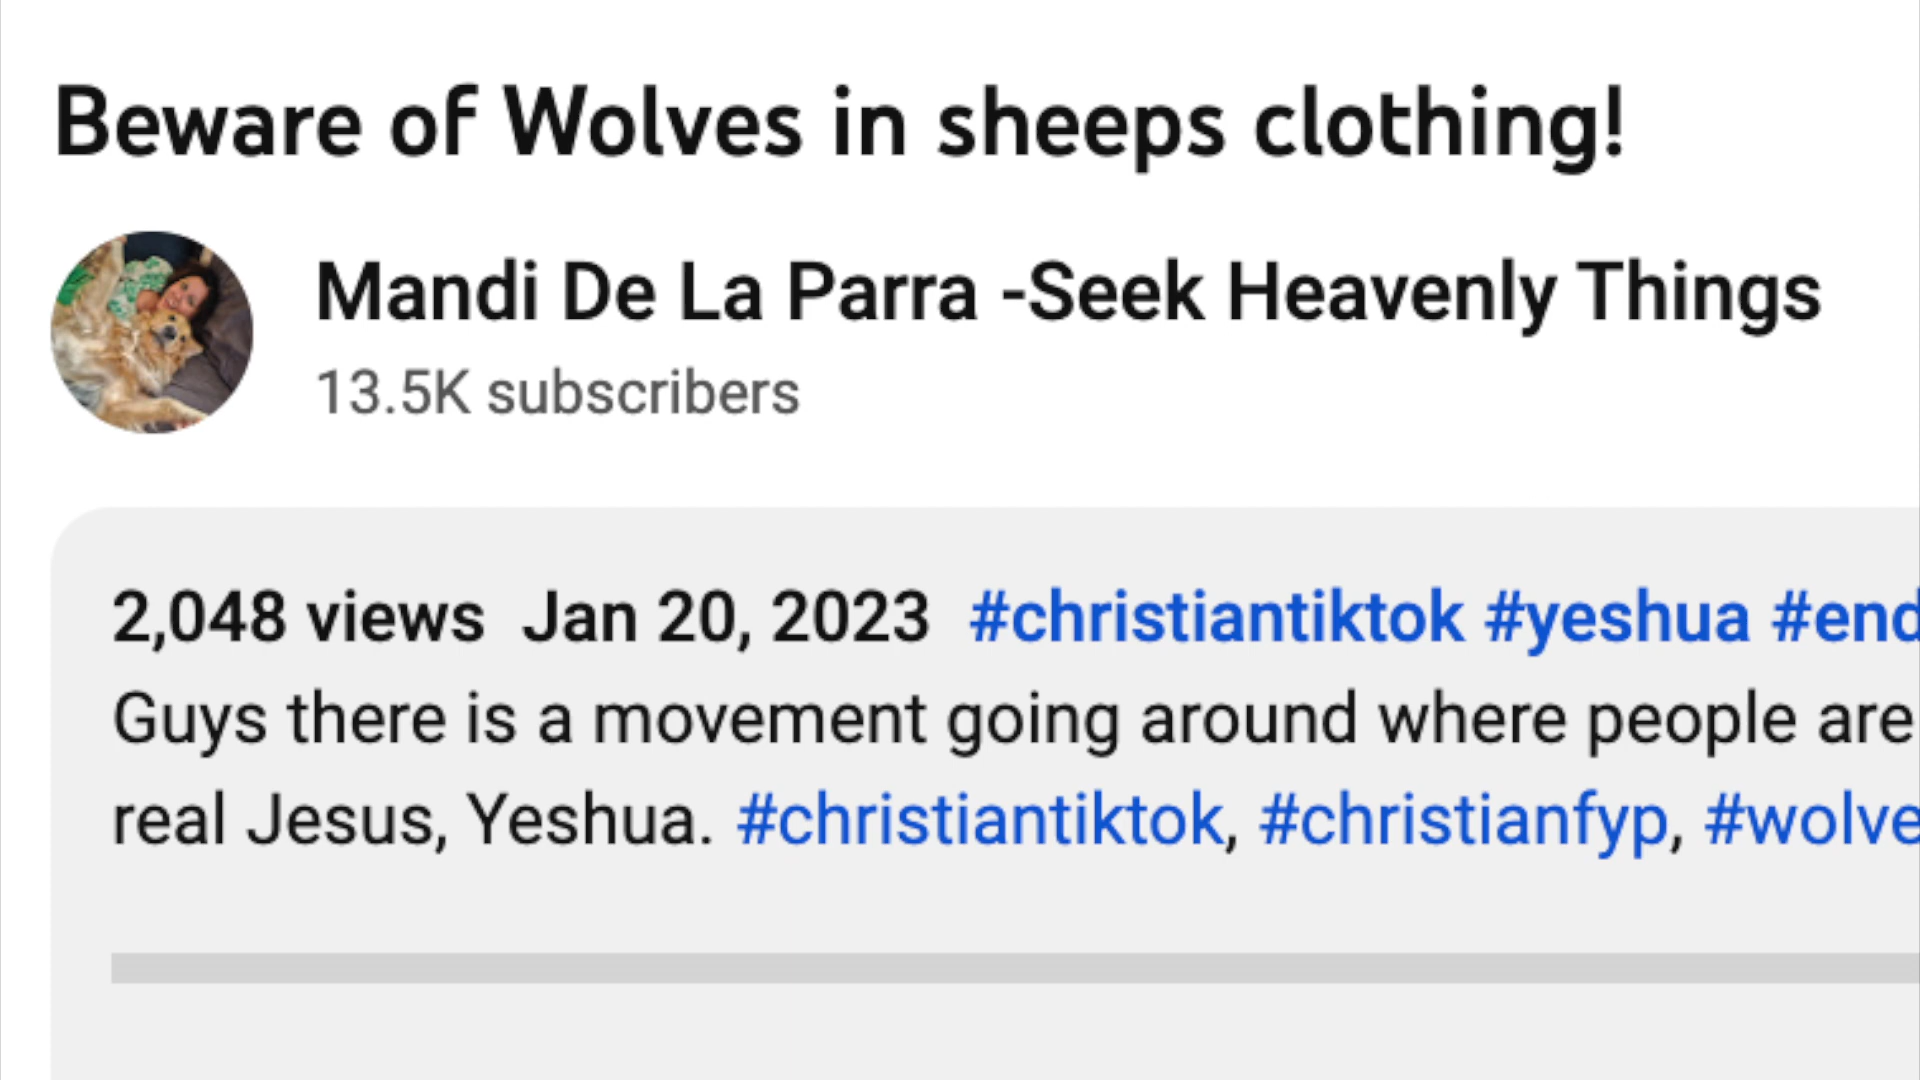 Beware of Wolves in sheeps clothing!
Mandi De La Parra -Seek Heavenly Things
13.5K subscribers
2,048 views Jan 20, 2023 #christiantiktok #yeshua #end
Guys there is a movement going around where people are
real Jesus, Yeshua. #christiantiktok, #christianfyp, #wolve